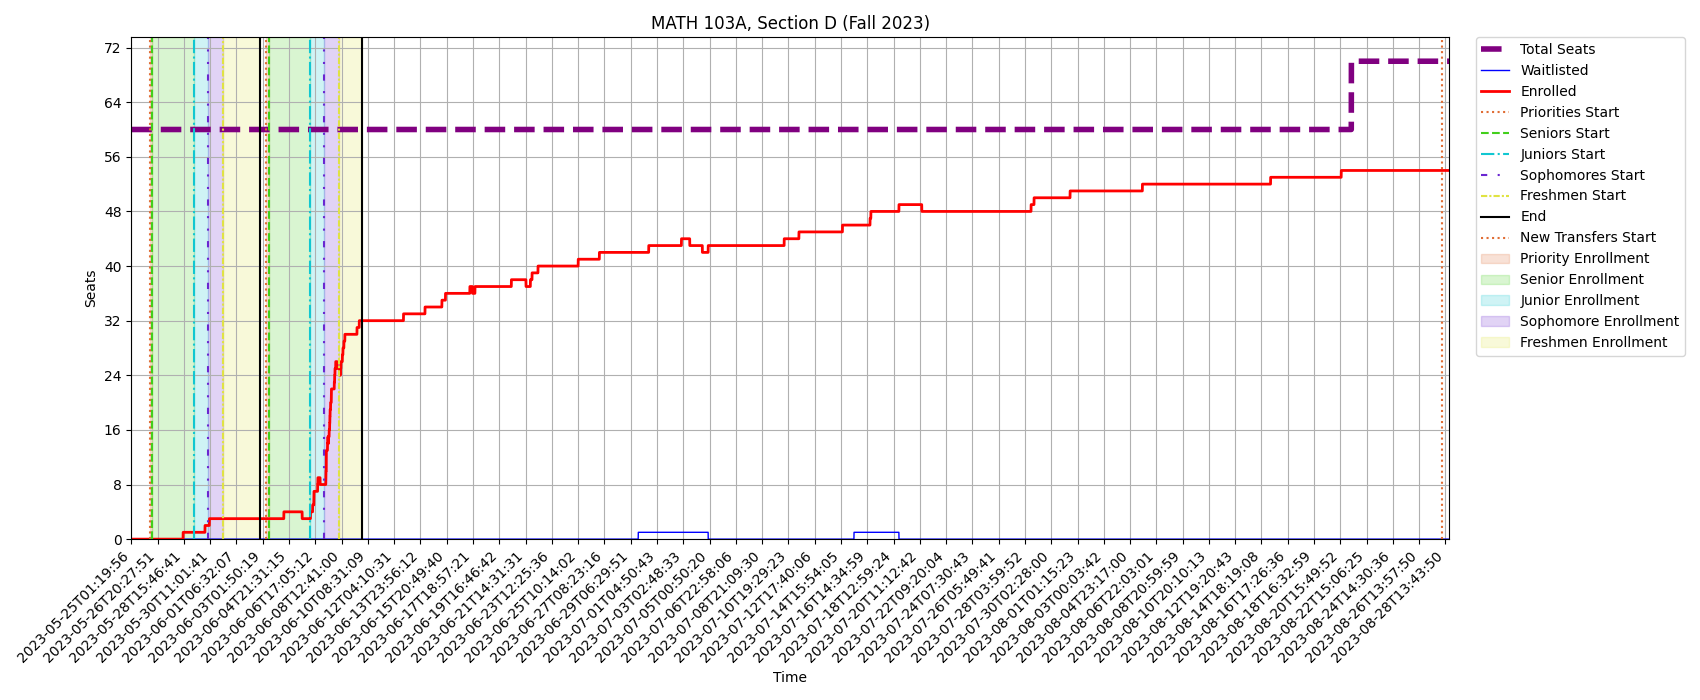 MATH 103A, Section D (Fall 2023)
72
64
56
48
40
32
24
16
8
0
Seats
2023-05-25T01:19:56
2023-05-26T20:27:51
2023-05-28T15:46:41
2023-05-30T11:01:41
2023-06-01T06:32:07
2023-06-03T01:50:19
2023-06-04T21:31:15
2023-06-06T17:05:12
2023-06-08T12:41:00
2023-06-10T08:31:09
2023-06-12T04:10:31
2023-06-13T23:56:12
2023-06-15T20:49:40
2023-06-17T18:57:21
2023-06-19T16:46:42
2023-06-21T14:31:31
2023-06-23T12:25:36
2023-06-25T10:14:02
2023-06-27T08:23:16
2023-06-29T06:29:51
2023-07-01T04:50:43
2023-07-03T02:48:33
2023-07-05T00:50:20
2023-07-06T22:58:06
2023-07-08T21:09:30
2023-07-10T19:29:23
2023-07-12T17:40:06
2023-07-14T15:54:05
2023-07-16T14:34:59
2023-07-18T12:59:24
2023-07-20T11:12:42
2023-07-22T09:20:04
2023-07-24T07:30:43
2023-07-26T05:49:41
2023-07-28T03:59:52
2023-07-30T02:28:00
2023-08-01T01:15:23
2023-08-03T00:03:42
2023-08-04T23:17:00
2023-08-06T22:03:01
2023-08-08T20:59:59
2023-08-10T20:10:13
2023-08-12T19:20:43
2023-08-14T18:19:08
2023-08-16T17:26:36
2023-08-18T16:32:59
2023-08-20T15:49:52
2023-08-22T15:06:25
2023-08-24T14:30:36
2023-08-26T13:57:50
2023-08-28T13:43:50
Time
Total Seats
Waitlisted
Enrolled
Priorities Start
Seniors Start
Juniors Start
Sophomores Start
Freshmen Start
End
New Transfers Start
Priority Enrollment
Senior Enrollment
Junior Enrollment
Sophomore Enrollment
Freshmen Enrollment